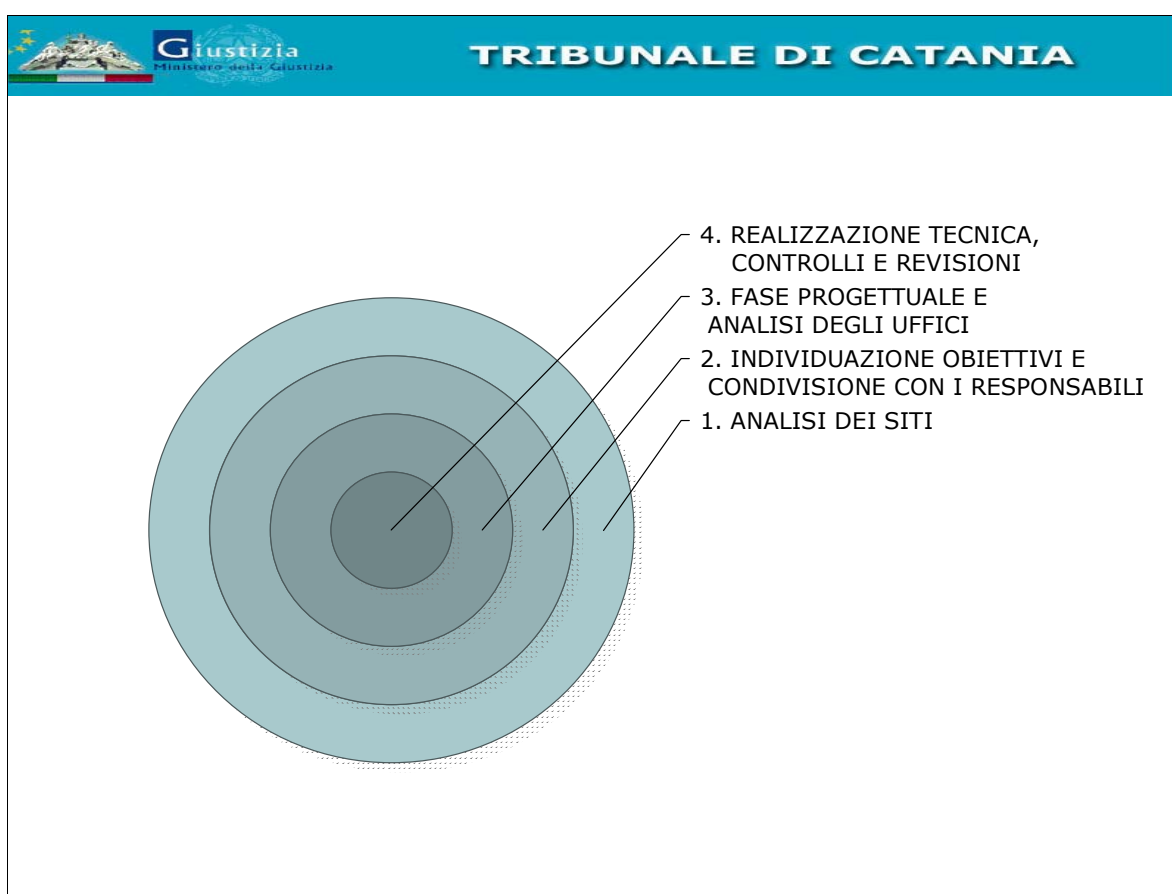 Giustizia
Ministero della Giustizia
TRIBUNALE DI CATANIA
4. REALIZZAZIONE TECNICA,
CONTROLLI E REVISIONI
3. FASE PROGETTUALE E
ANALISI DEGLI UFFICI
2. INDIVIDUAZIONE OBIETTIVI E
CONDIVISIONE CON I RESPONSABILI
1. ANALISI DEI SITI